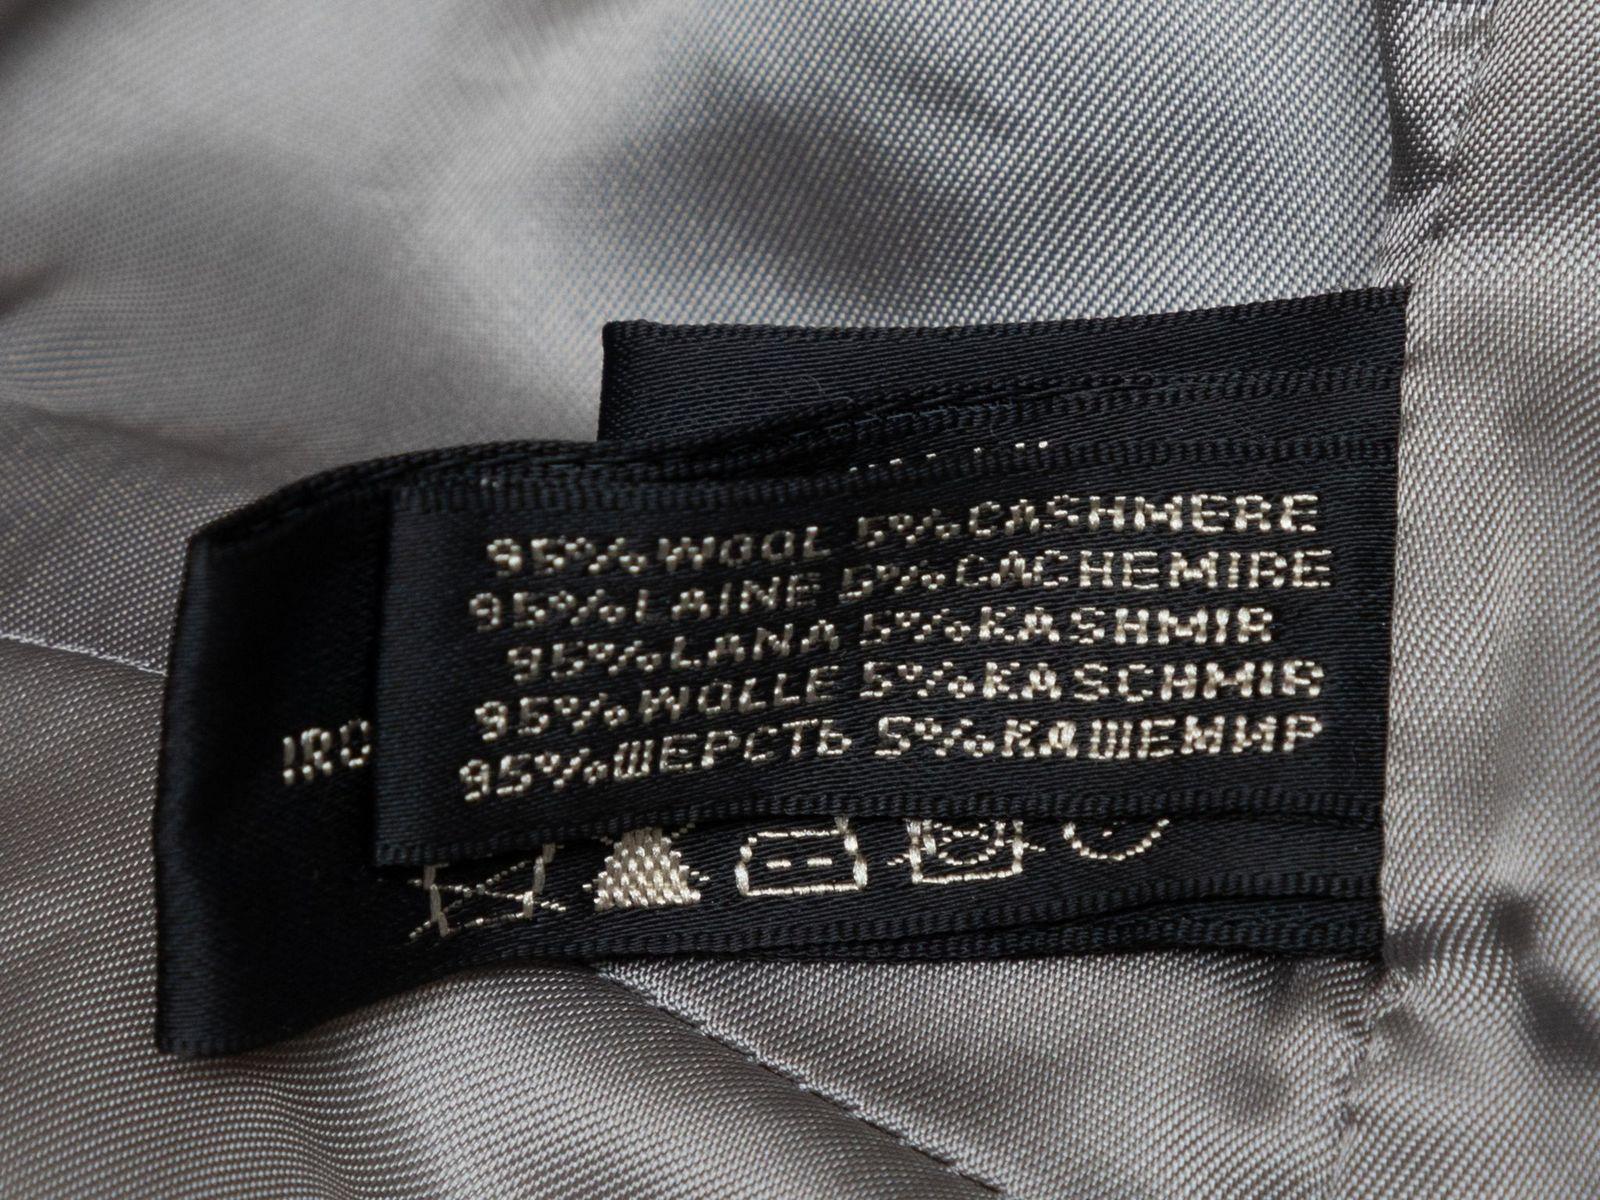 95% WOOL 5% CASHMERE
95% LAINE 5% CACHEMIRE
95% LANA 5% KASHMIR
95% WOLLE 5% KASCHMIR
95% ШЕРСТЬ 5% КАШЕМИР
IRO